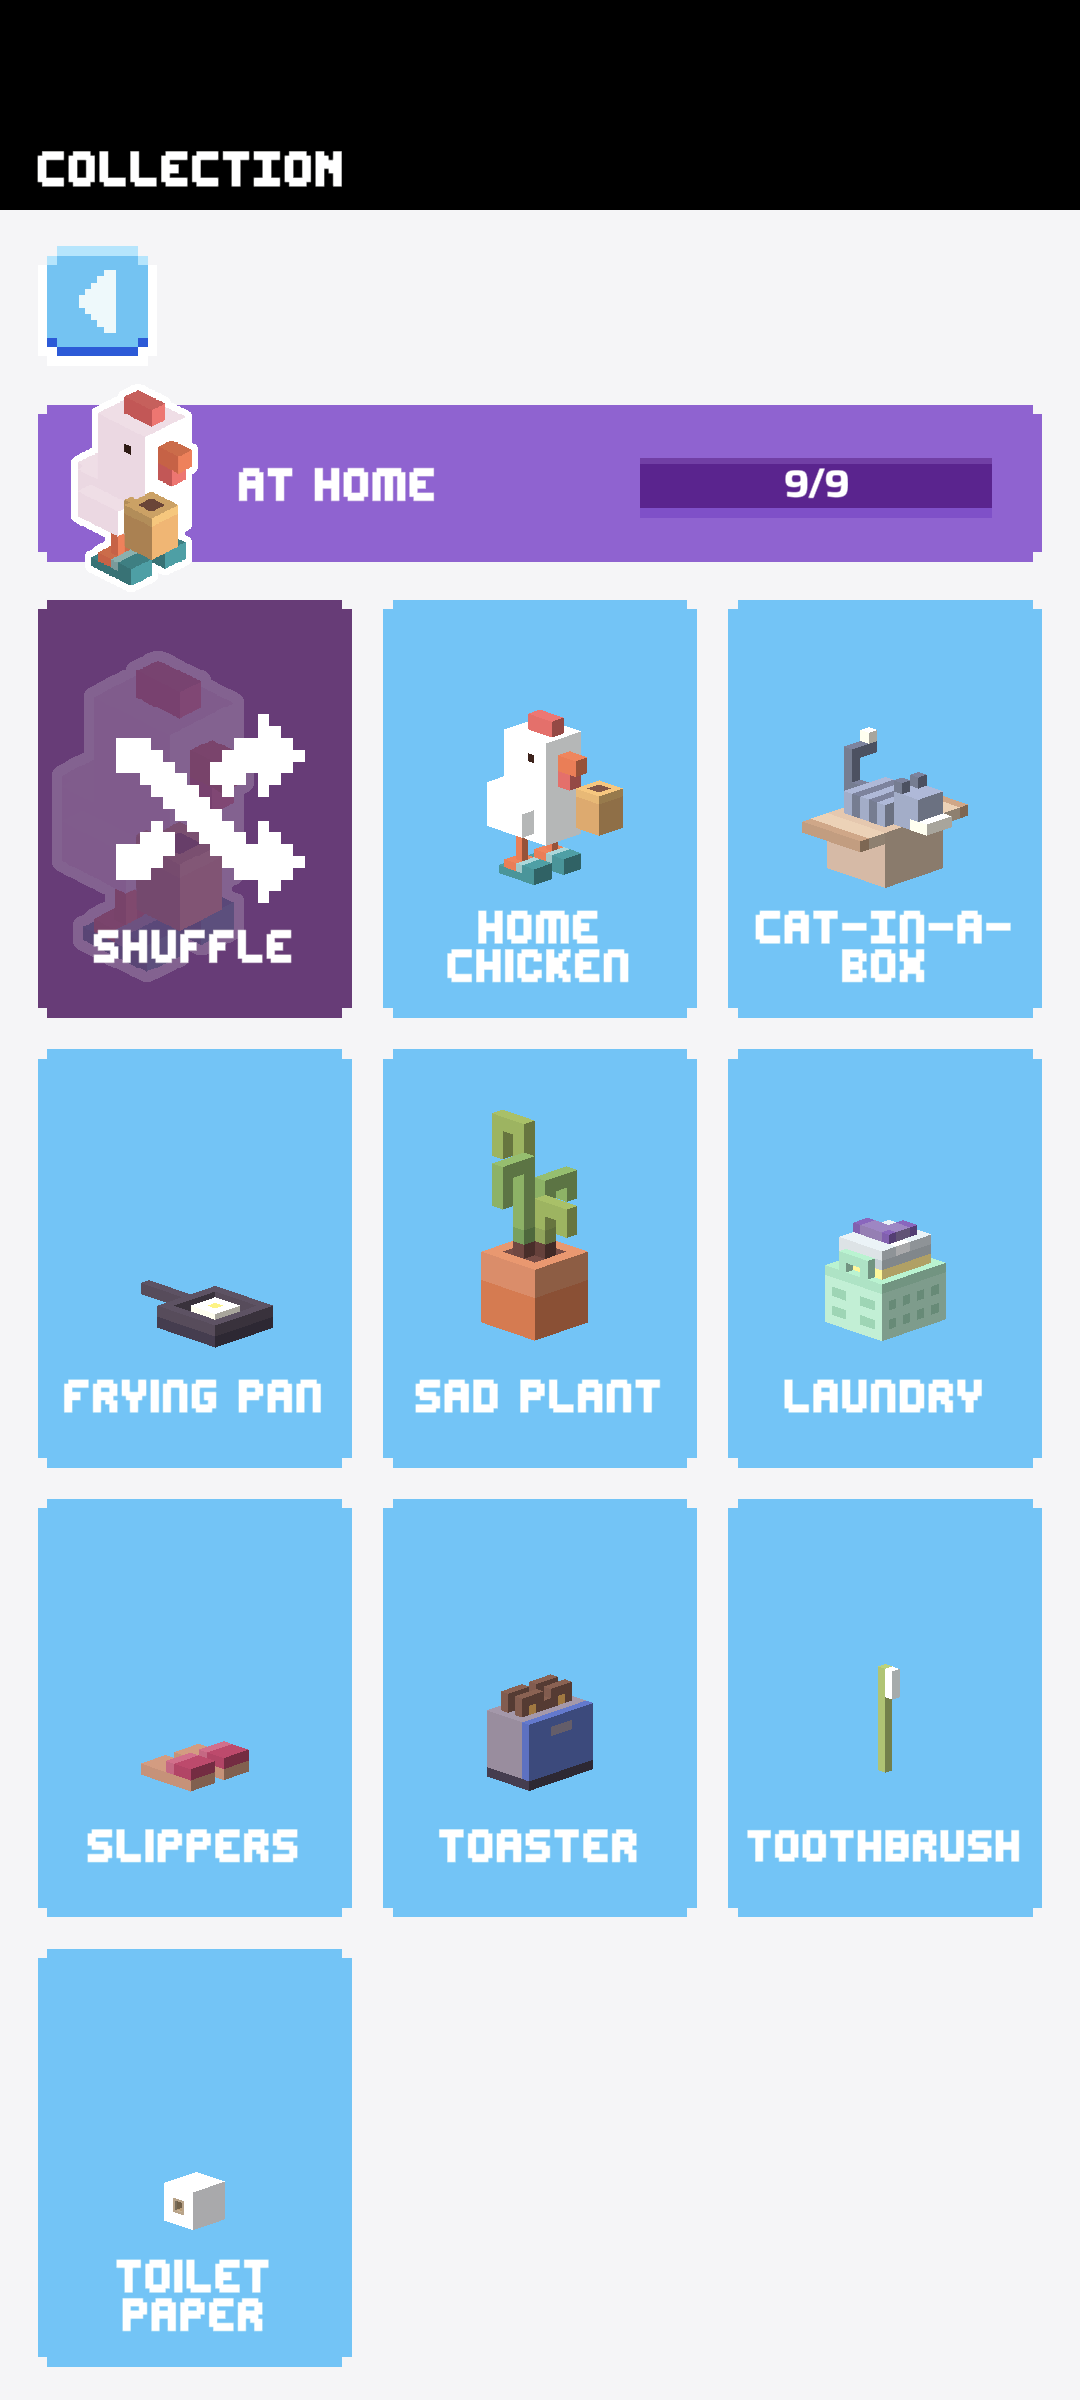 COLLECTION
AT HOME
9/9
SHUFFLE
HOME
CHICKEN
CAT-IN-A-
BOX
FRYING PAN
SAD PLANT
LAUNDRY
SLIPPERS
TOASTER
TOOTHBRUSH
TOILET
PAPER